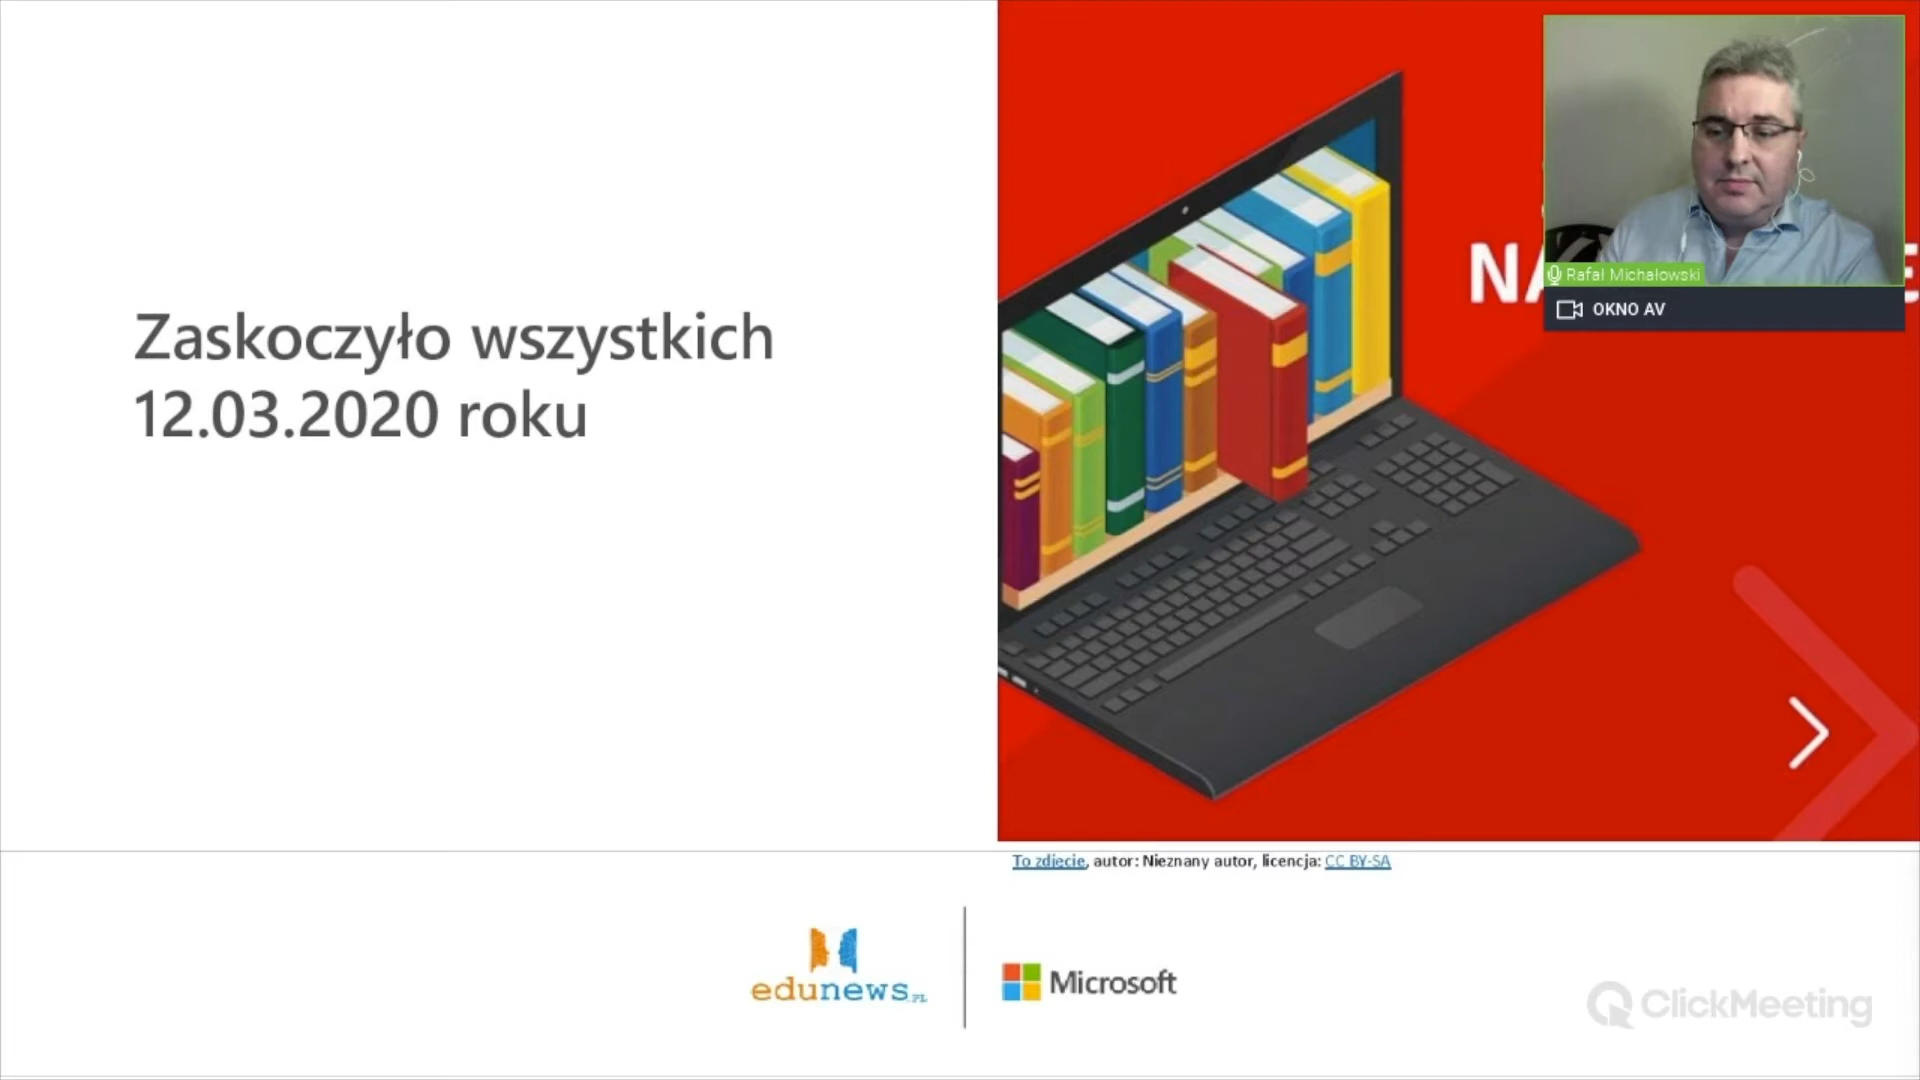 Zaskoczyło wszystkich
12.03.2020 roku
Rafał Michałowski
OKNO AV
To zdjęcie, autor: Nieznany autor, licencja: CC BY-SA
edunews.PL
Microsoft
ClickMeeting